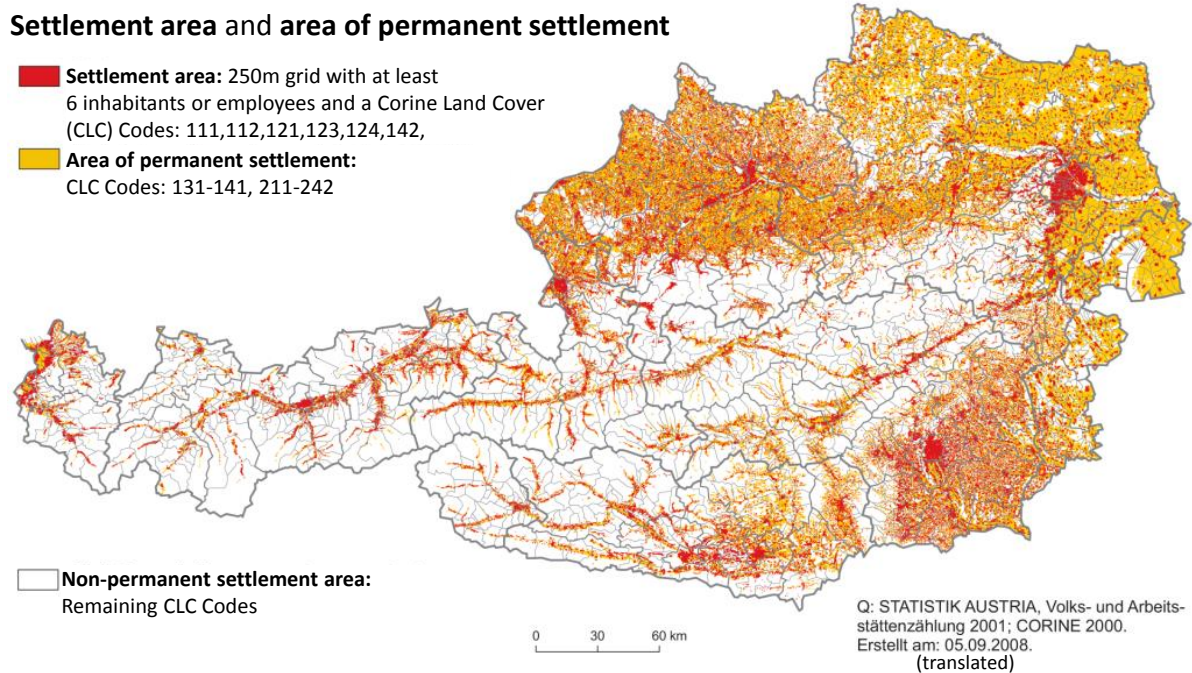 Settlement area and area of permanent settlement
Settlement area: 250m grid with at least
6 inhabitants or employees and a Corine Land Cover
(CLC) Codes: 111,112,121,123,124,142,
Area of permanent settlement:
CLC Codes: 131-141, 211-242
Non-permanent settlement area:
Remaining CLC Codes
0 30 60 km
Q: STATISTIK AUSTRIA, Volks- und Arbeits-
stättenzählung 2001; CORINE 2000.
Erstellt am: 05.09.2008.
(translated)